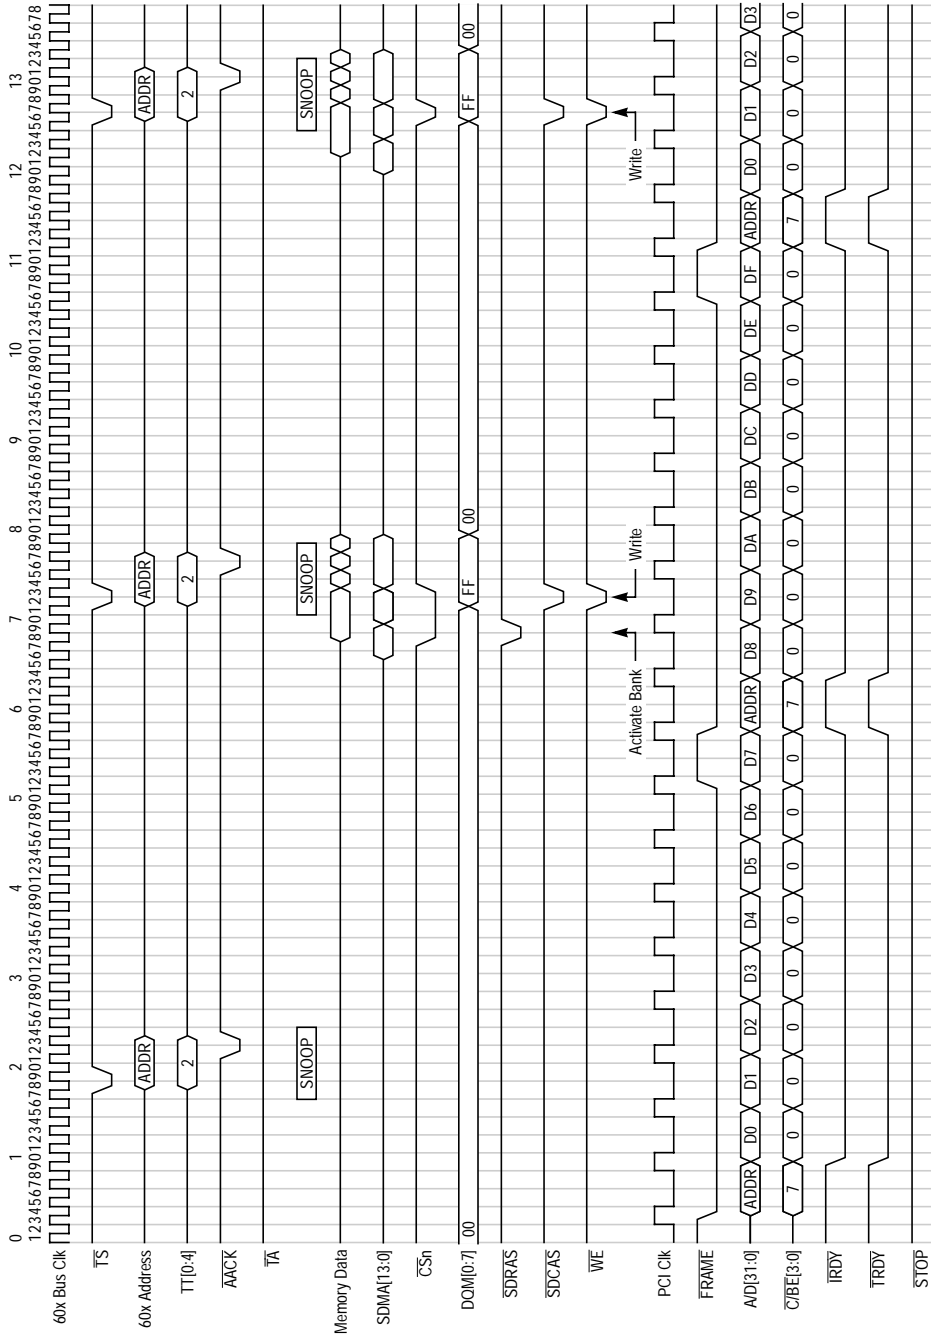 0 1 2 3 4 5 6 7 8 9 10 11 12 13
123456789012345678901234567890123456789012345678901234567890123456789012345678901234567890123456789012345678901234567890123456789012345678
60x Bus Clk
TS
60x Address ADDR ADDR ADDR
TT[0:4] 2 2 2
AACK
TA
SNOOP SNOOP SNOOP
Memory Data
SDMA[13:0]
CSn
DQM[0:7] 00 FF 00 FF 00
SDRAS
SDCAS
WE
Activate Bank Write Write
PCI Clk
FRAME
A/D[31:0] ADDR D0 D1 D2 D3 D4 D5 D6 D7 ADDR D8 D9 DA DB DC DD DE DF ADDR D0 D1 D2 D3
C/BE[3:0] 7 0 0 0 0 0 0 0 0 7 0 0 0 0 0 0 0 0 7 0 0 0 0
IRDY
TRDY
STOP